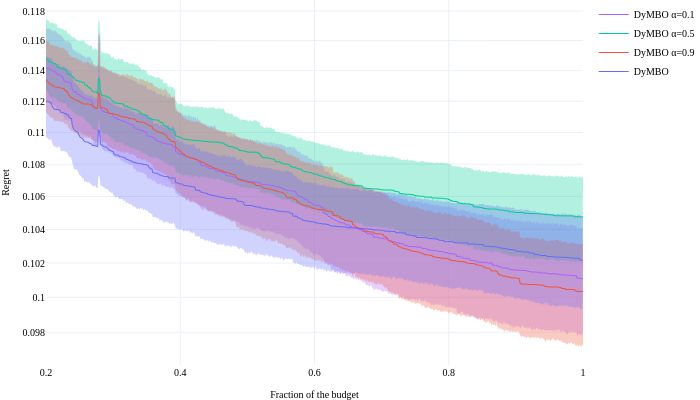 0.118
0.116
0.114
0.112
0.11
0.108
0.106
0.104
0.102
0.1
0.098
Regret
0.2
0.4
0.6
0.8
1
Fraction of the budget
DyMBO α=0.1
DyMBO α=0.5
DyMBO α=0.9
DyMBO